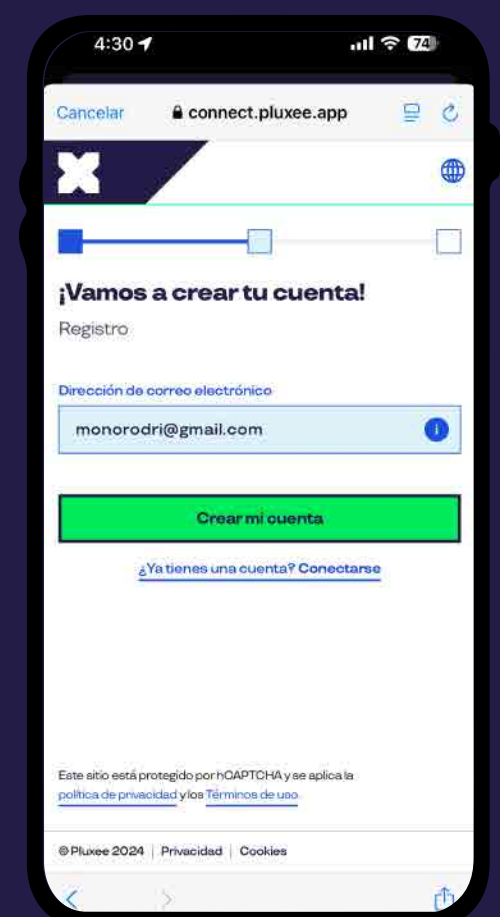 4:30
74
Cancelar
connect.pluxee.app
¡Vamos a crear tu cuenta!
Registro
Dirección de correo electrónico
monorodri@gmail.com
i
Crear mi cuenta
¿Ya tienes una cuenta? Conectarse
Este sitio está protegido por hCAPTCHA y se aplica la
política de privacidad y los Términos de uso
© Pluxee 2024 | Privacidad | Cookies